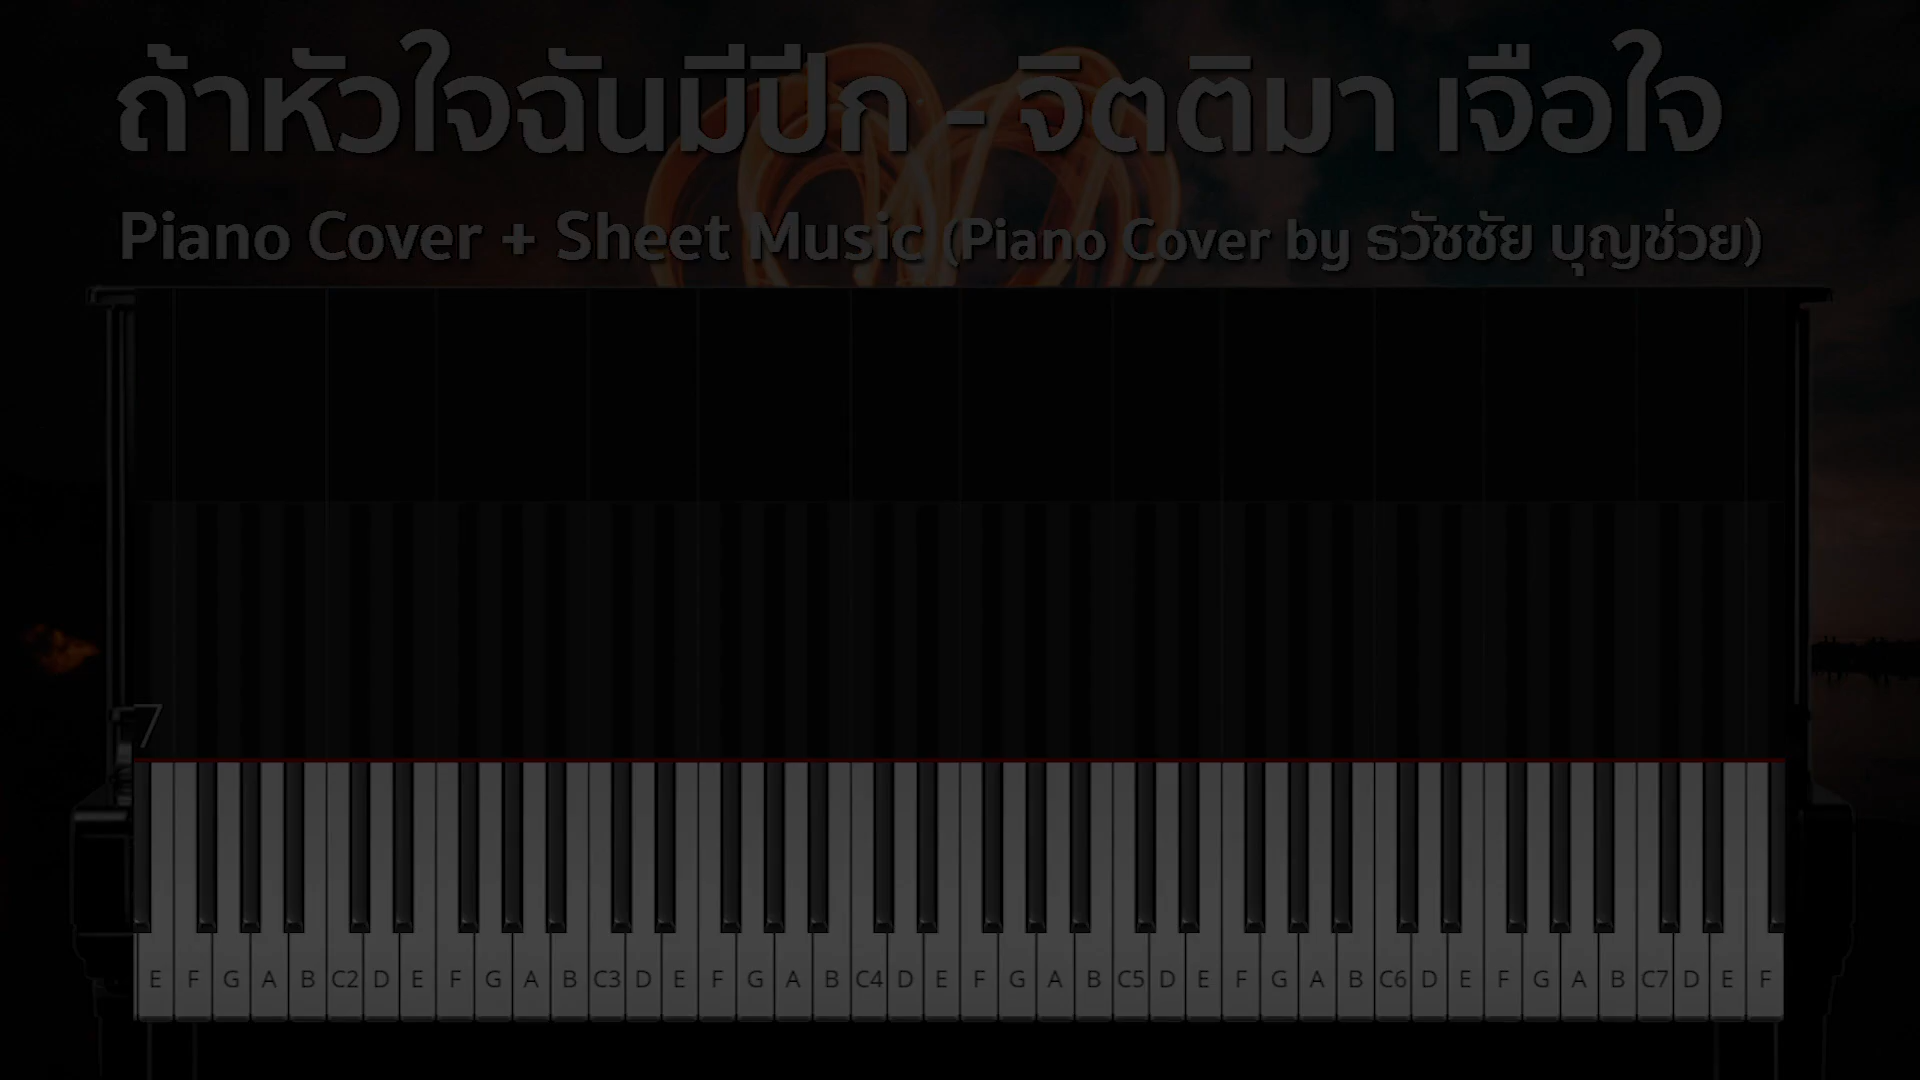 ถ้าหัวใจฉันมีปีก - จิตติมา เจือใจ
Piano Cover + Sheet Music (Piano Cover by ธวัชชัย บุญช่วย)
7
E F G A B C2 D E F G A B C3 D E F G A B C4 D E F G A B C5 D E F G A B C6 D E F G A B C7 D E F